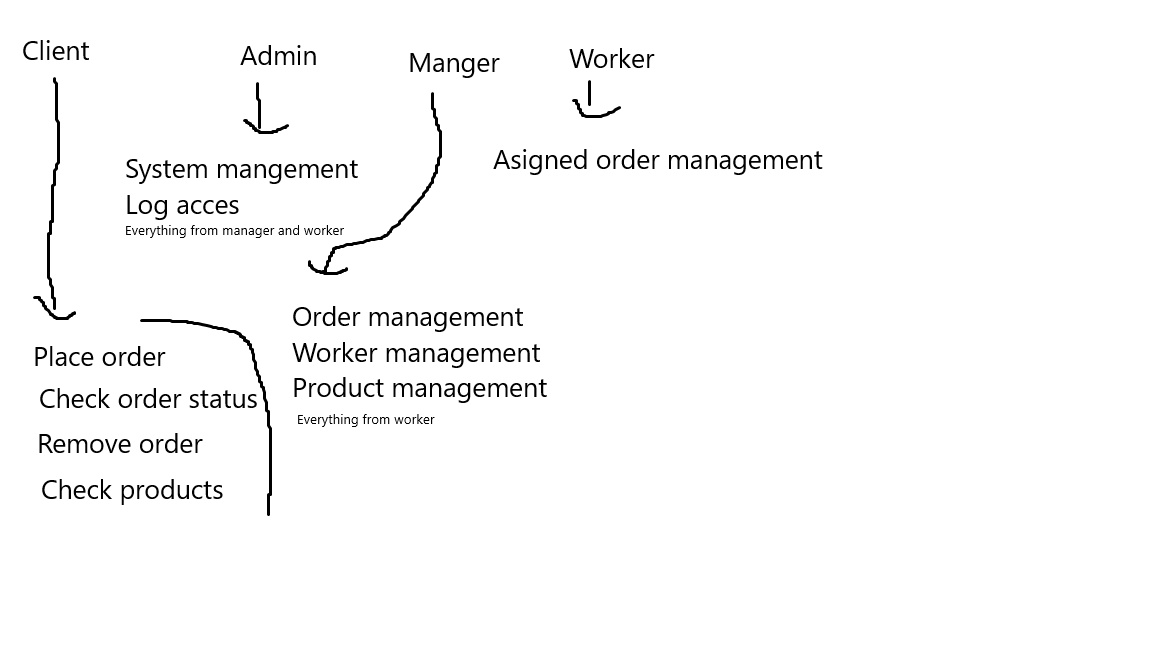 Client
Admin
Manger
Worker
System mangement
Log acces
Everything from manager and worker
Asigned order management
Order management
Worker management
Product management
Everything from worker
Place order
Check order status
Remove order
Check products